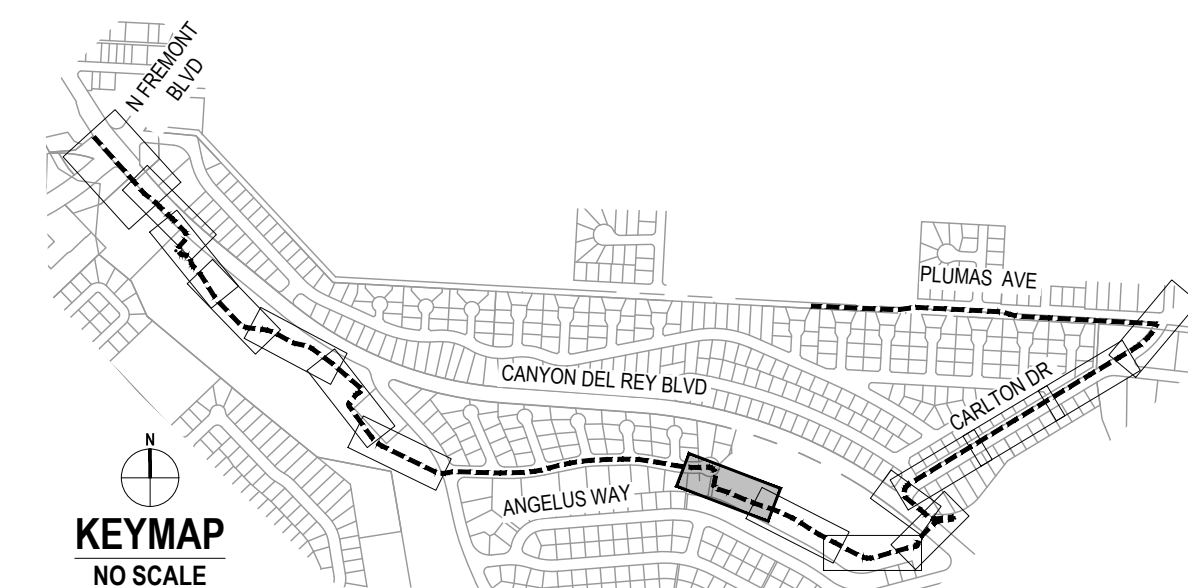 N FREMONT
BLVD
PLUMAS AVE
CANYON DEL REY BLVD
CARLTON DR
ANGELUS WAY
N
KEYMAP
NO SCALE